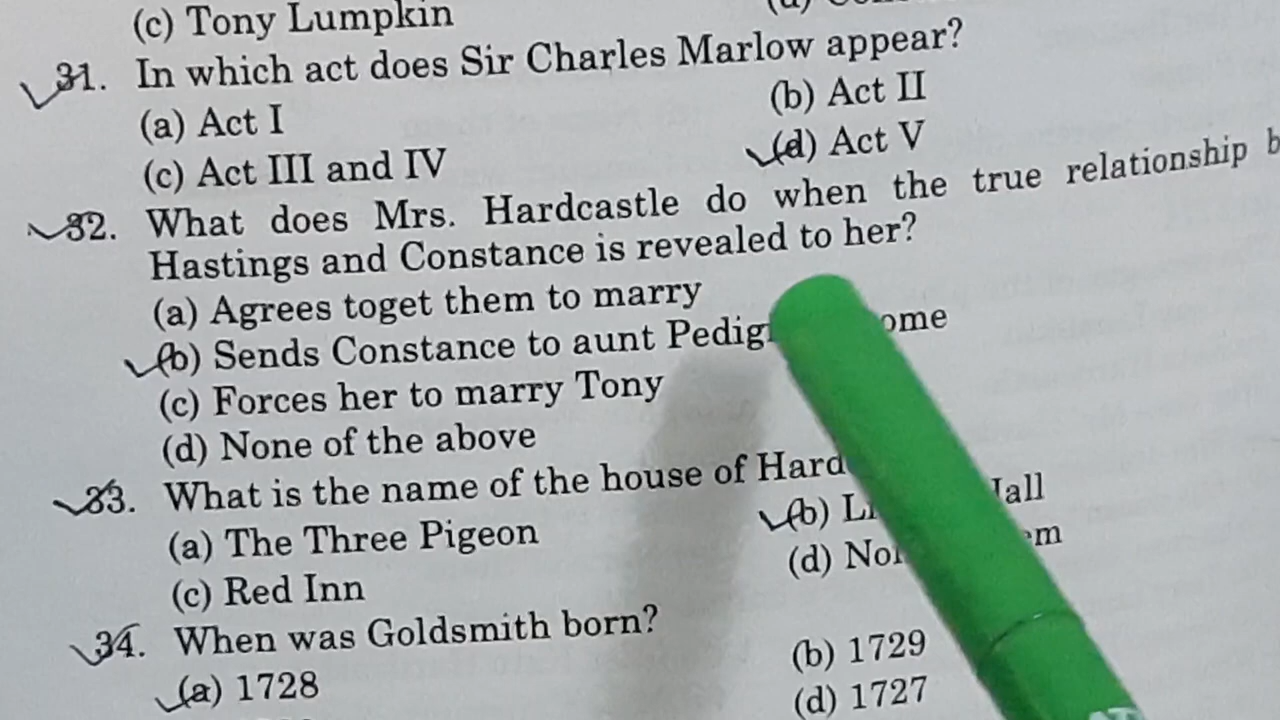 (c) Tony Lumpkin
31. In which act does Sir Charles Marlow appear?
(a) Act I (b) Act II
(c) Act III and IV (d) Act V
32. What does Mrs. Hardcastle do when the true relationship
Hastings and Constance is revealed to her?
(a) Agrees toget them to marry
(b) Sends Constance to aunt
(c) Forces her to marry Tony
(d) None of the above
33. What is the name of the house of
(a) The Three Pigeon (b)
(c) Red Inn (d)
34. When was Goldsmith born?
(a) 1728 (b) 1729
(d) 1727